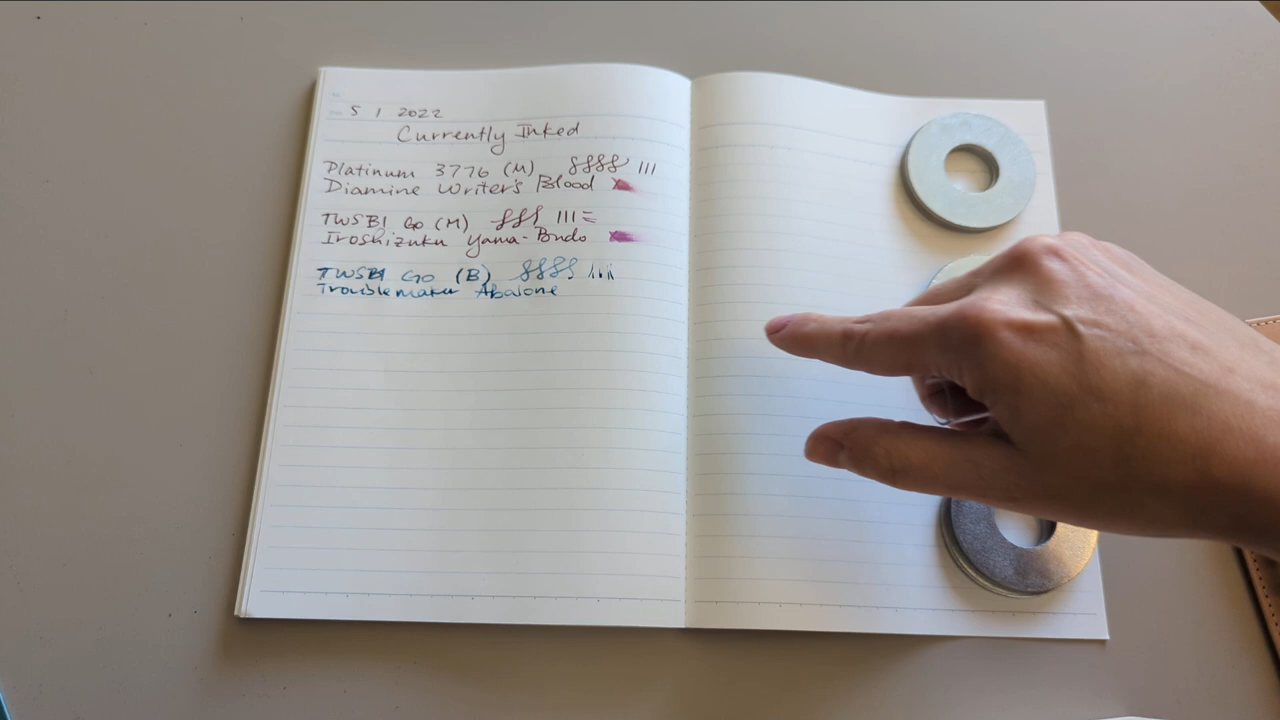 5 1 2022
Currently Inked
Platinum 3776 (M)
Diamine Writer's Blood
TWSBI Go (M)
Iroshizuku Yama-Budo
TWSBI Go (B)
Troublemaker Abalone